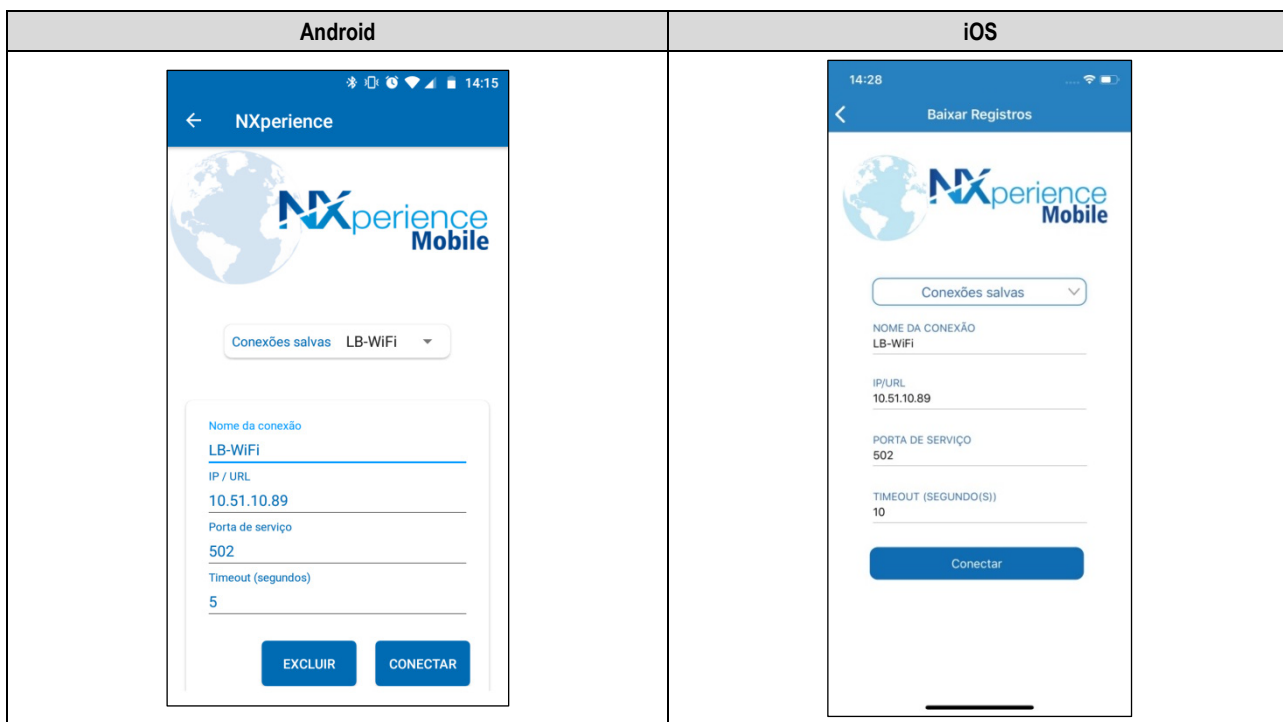 Android
iOS
14:15
NXperience
NXperience
Mobile
Conexões salvas LB-WiFi
Nome da conexão
LB-WiFi
IP / URL
10.51.10.89
Porta de serviço
502
Timeout (segundos)
5
EXCLUIR
CONECTAR
14:28
Baixar Registros
NXperience
Mobile
Conexões salvas
NOME DA CONEXÃO
LB-WiFi
IP/URL
10.51.10.89
PORTA DE SERVIÇO
502
TIMEOUT (SEGUNDO(S))
10
Conectar